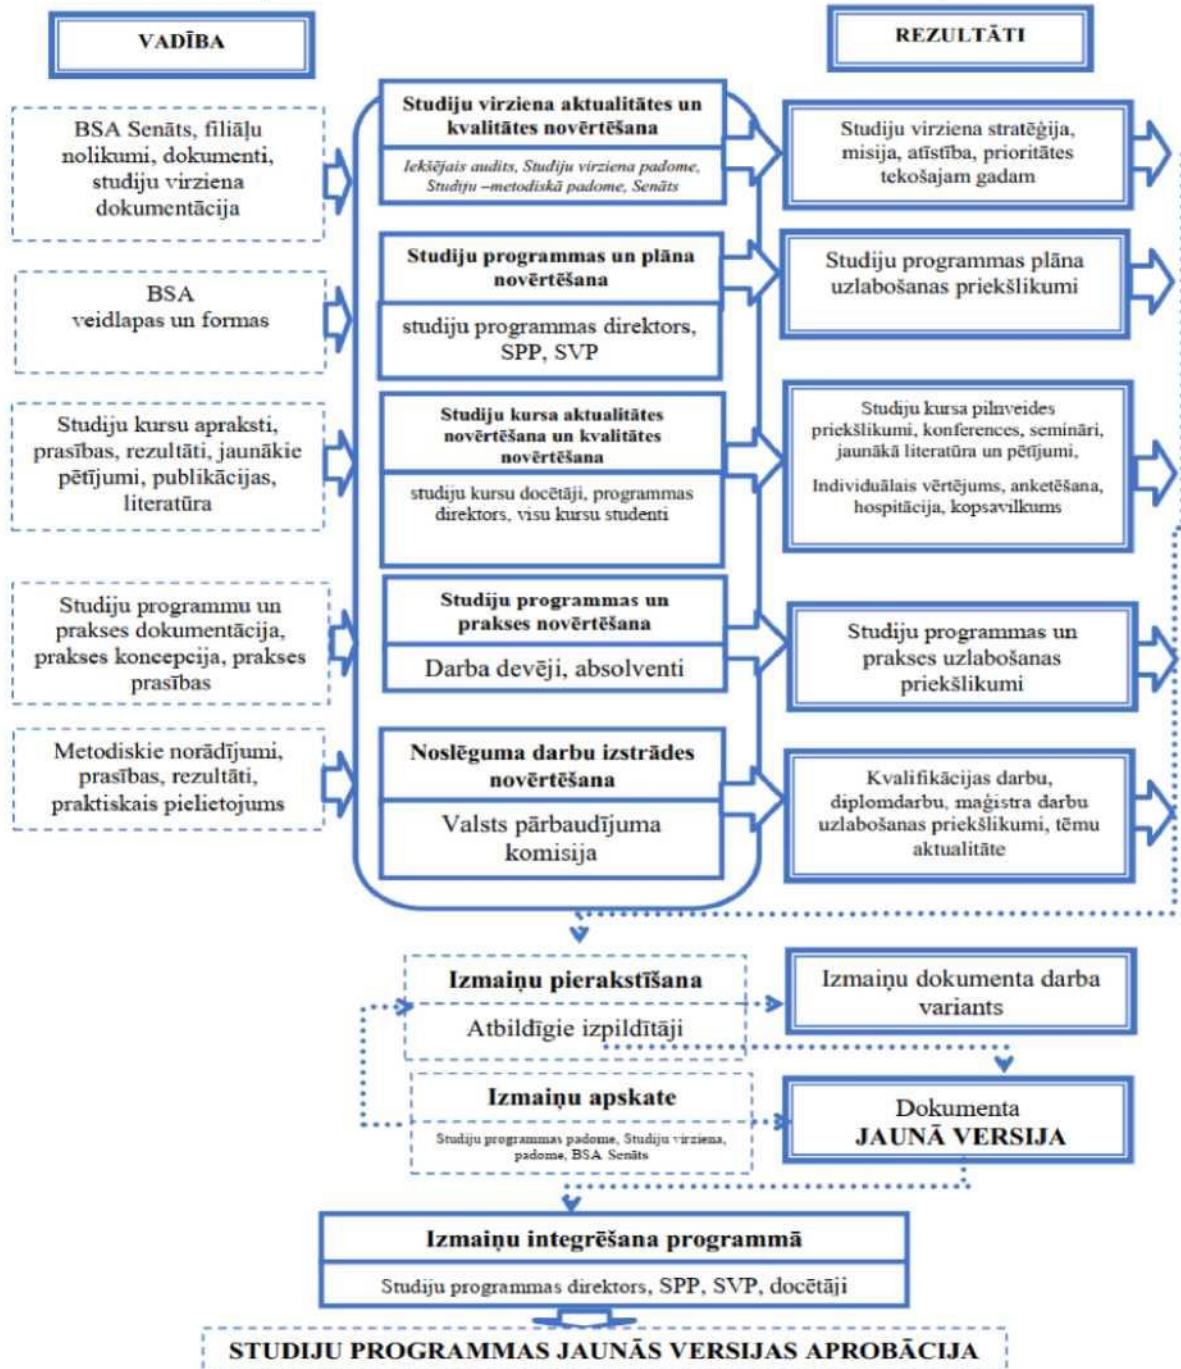 VADĪBA
REZULTĀTI
BSA Senāts, filiāļu
nolikumi, dokumenti,
studiju virziena
dokumentācija
Studiju virziena aktualitātes un
kvalitātes novērtēšana
Iekšējais audits, Studiju virziena padome,
Studiju –metodiskā padome, Senāts
Studiju virziena stratēģija,
misija, atīstība, prioritātes
tekošajam gadam
BSA
veidlapas un formas
Studiju programmas un plāna
novērtēšana
studiju programmas direktors,
SPP, SVP
Studiju programmas plāna
uzlabošanas priekšlikumi
Studiju kursu apraksti,
prasības, rezultāti, jaunākie
pētījumi, publikācijas,
literatūra
Studiju kursa aktualitātes
novērtēšana un kvalitātes
novērtēšana
studiju kursu docētāji, programmas
direktors, visu kursu studenti
Studiju kursa pilnveides
priekšlikumi, konferences, semināri,
jaunākā literatūra un pētījumi,
Individuālais vērtējums, anketēšana,
hospitācija, kopsavilkums
Studiju programmu un
prakses dokumentācija,
prakses koncepcija, prakses
prasības
Studiju programmas un
prakses novērtēšana
Darba devēji, absolventi
Studiju programmas un
prakses uzlabošanas
priekšlikumi
Metodiskie norādījumi,
prasības, rezultāti,
praktiskais pielietojums
Noslēguma darbu izstrādes
novērtēšana
Valsts pārbaudījuma
komisija
Kvalifikācijas darbu,
diplomdarbu, maģistra darbu
uzlabošanas priekšlikumi, tēmu
aktualitāte
Izmaiņu pierakstīšana
Atbildīgie izpildītāji
Izmaiņu dokumenta darba
variants
Izmaiņu apskate
Studiju programmas padome, Studiju virziena,
padome, BSA Senāts
Dokumenta
JAUNĀ VERSIJA
Izmaiņu integrēšana programmā
Studiju programmas direktors, SPP, SVP, docētāji
STUDIJU PROGRAMMAS JAUNĀS VERSIJAS APROBĀCIJA